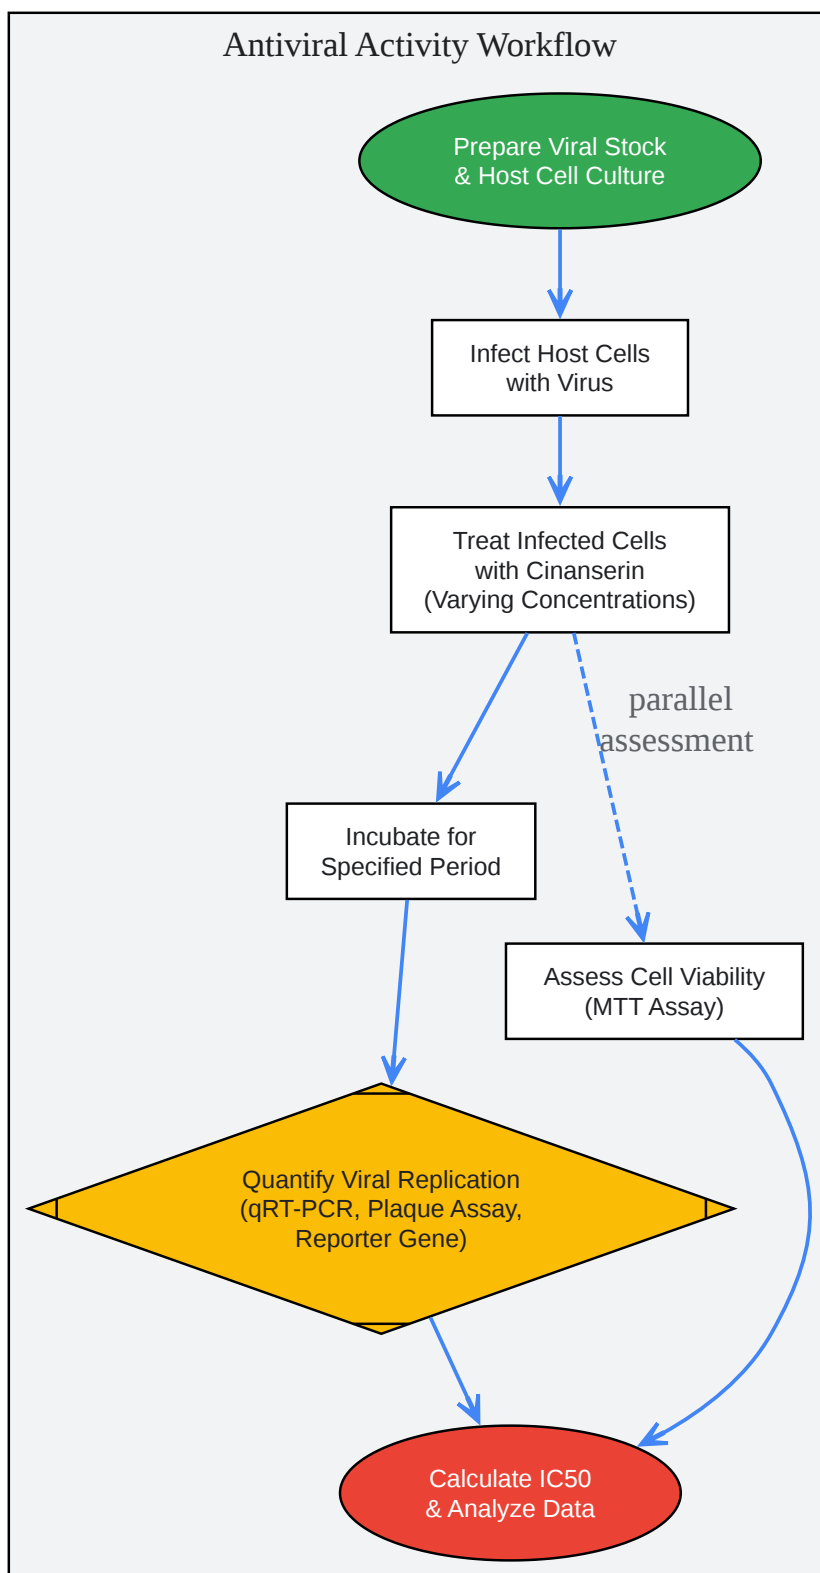 Antiviral Activity Workflow
Prepare Viral Stock
& Host Cell Culture
Infect Host Cells
with Virus
Treat Infected Cells
with Cinanserin
(Varying Concentrations)
parallel
assessment
Incubate for
Specified Period
Assess Cell Viability
(MTT Assay)
Quantify Viral Replication
(qRT-PCR, Plaque Assay,
Reporter Gene)
Calculate IC50
& Analyze Data